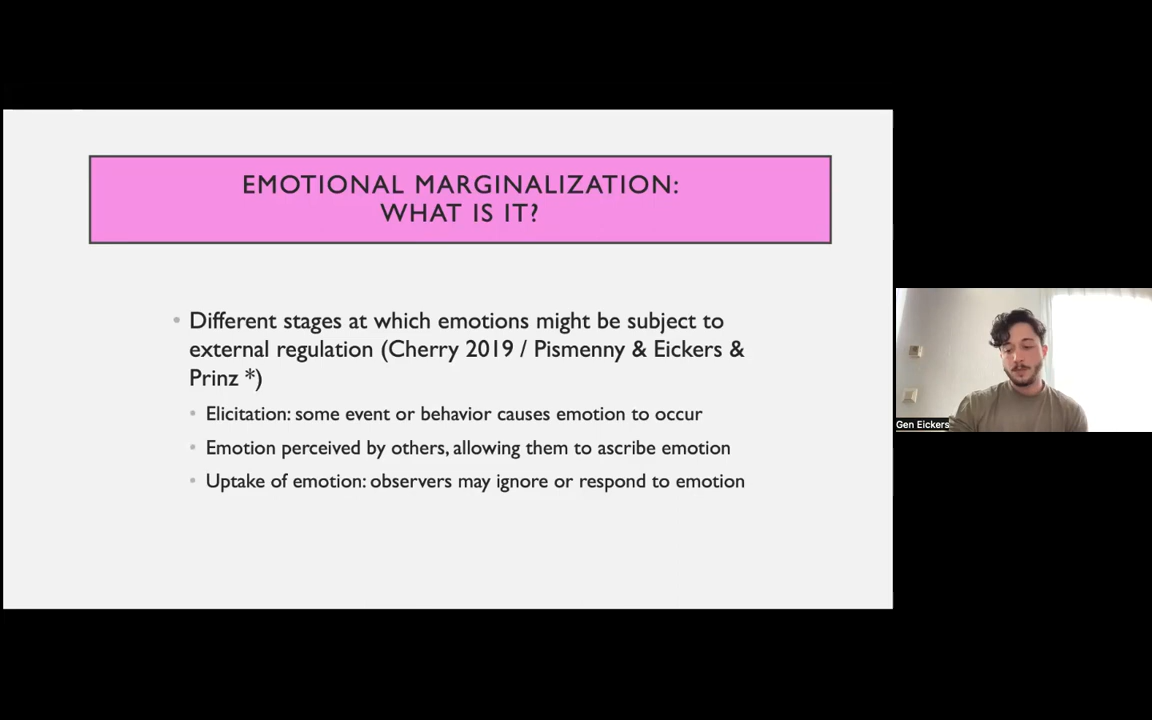 EMOTIONAL MARGINALIZATION:
WHAT IS IT?
• Different stages at which emotions might be subject to
external regulation (Cherry 2019 / Pismenny & Eickers &
Prinz *)
• Elicitation: some event or behavior causes emotion to occur
• Emotion perceived by others, allowing them to ascribe emotion
• Uptake of emotion: observers may ignore or respond to emotion
Gen Eickers